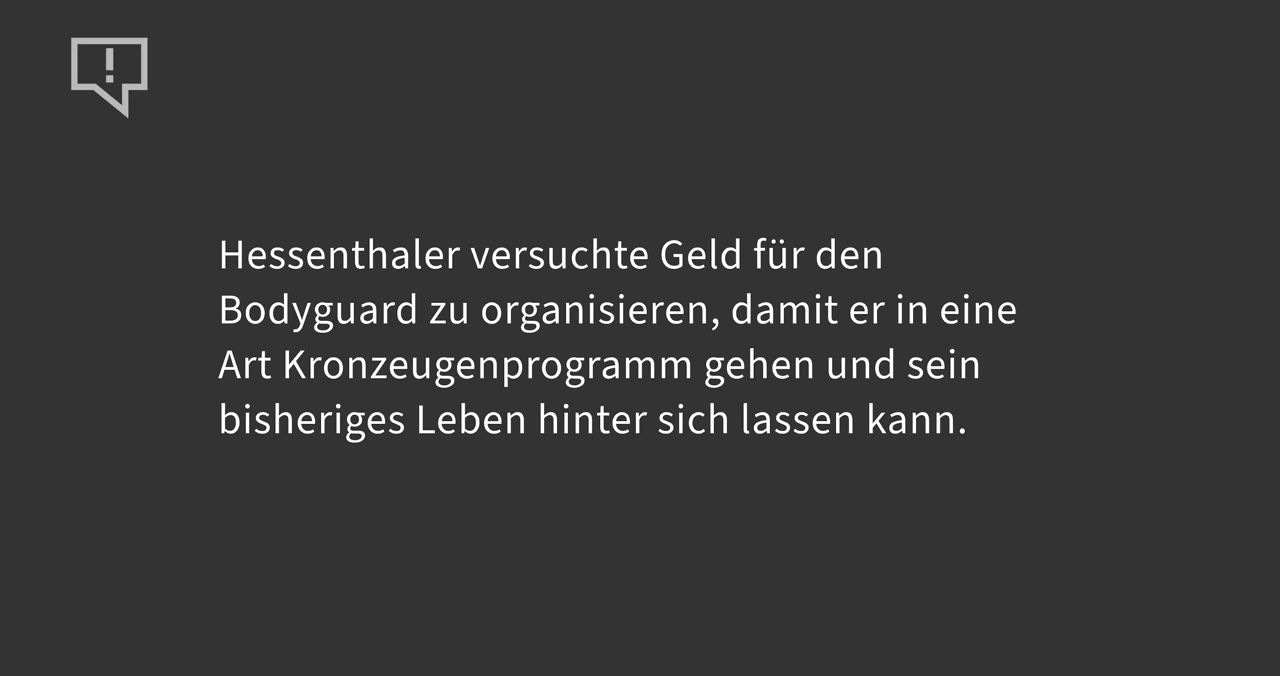 Hessenthaler versuchte Geld für den
Bodyguard zu organisieren, damit er in eine
Art Kronzeugenprogramm gehen und sein
bisheriges Leben hinter sich lassen kann.